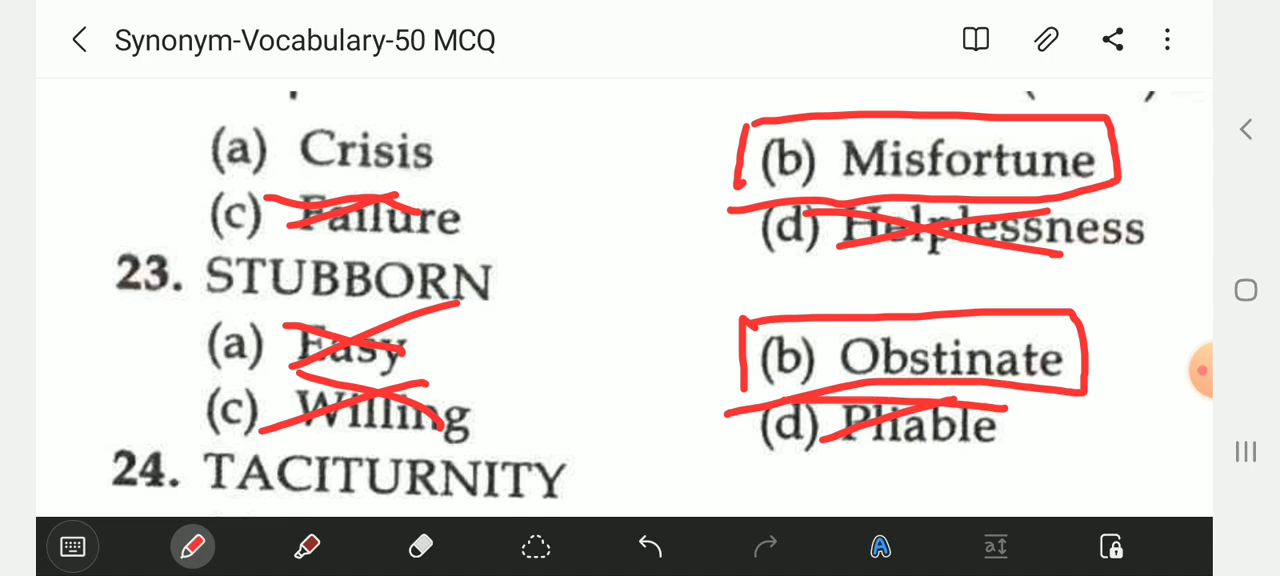 Synonym-Vocabulary-50 MCQ
(a) Crisis (b) Misfortune
(c) Failure (d) Helplessness
23. STUBBORN
(a) Easy (b) Obstinate
(c) Willing (d) Pliable
24. TACITURNITY
A
a